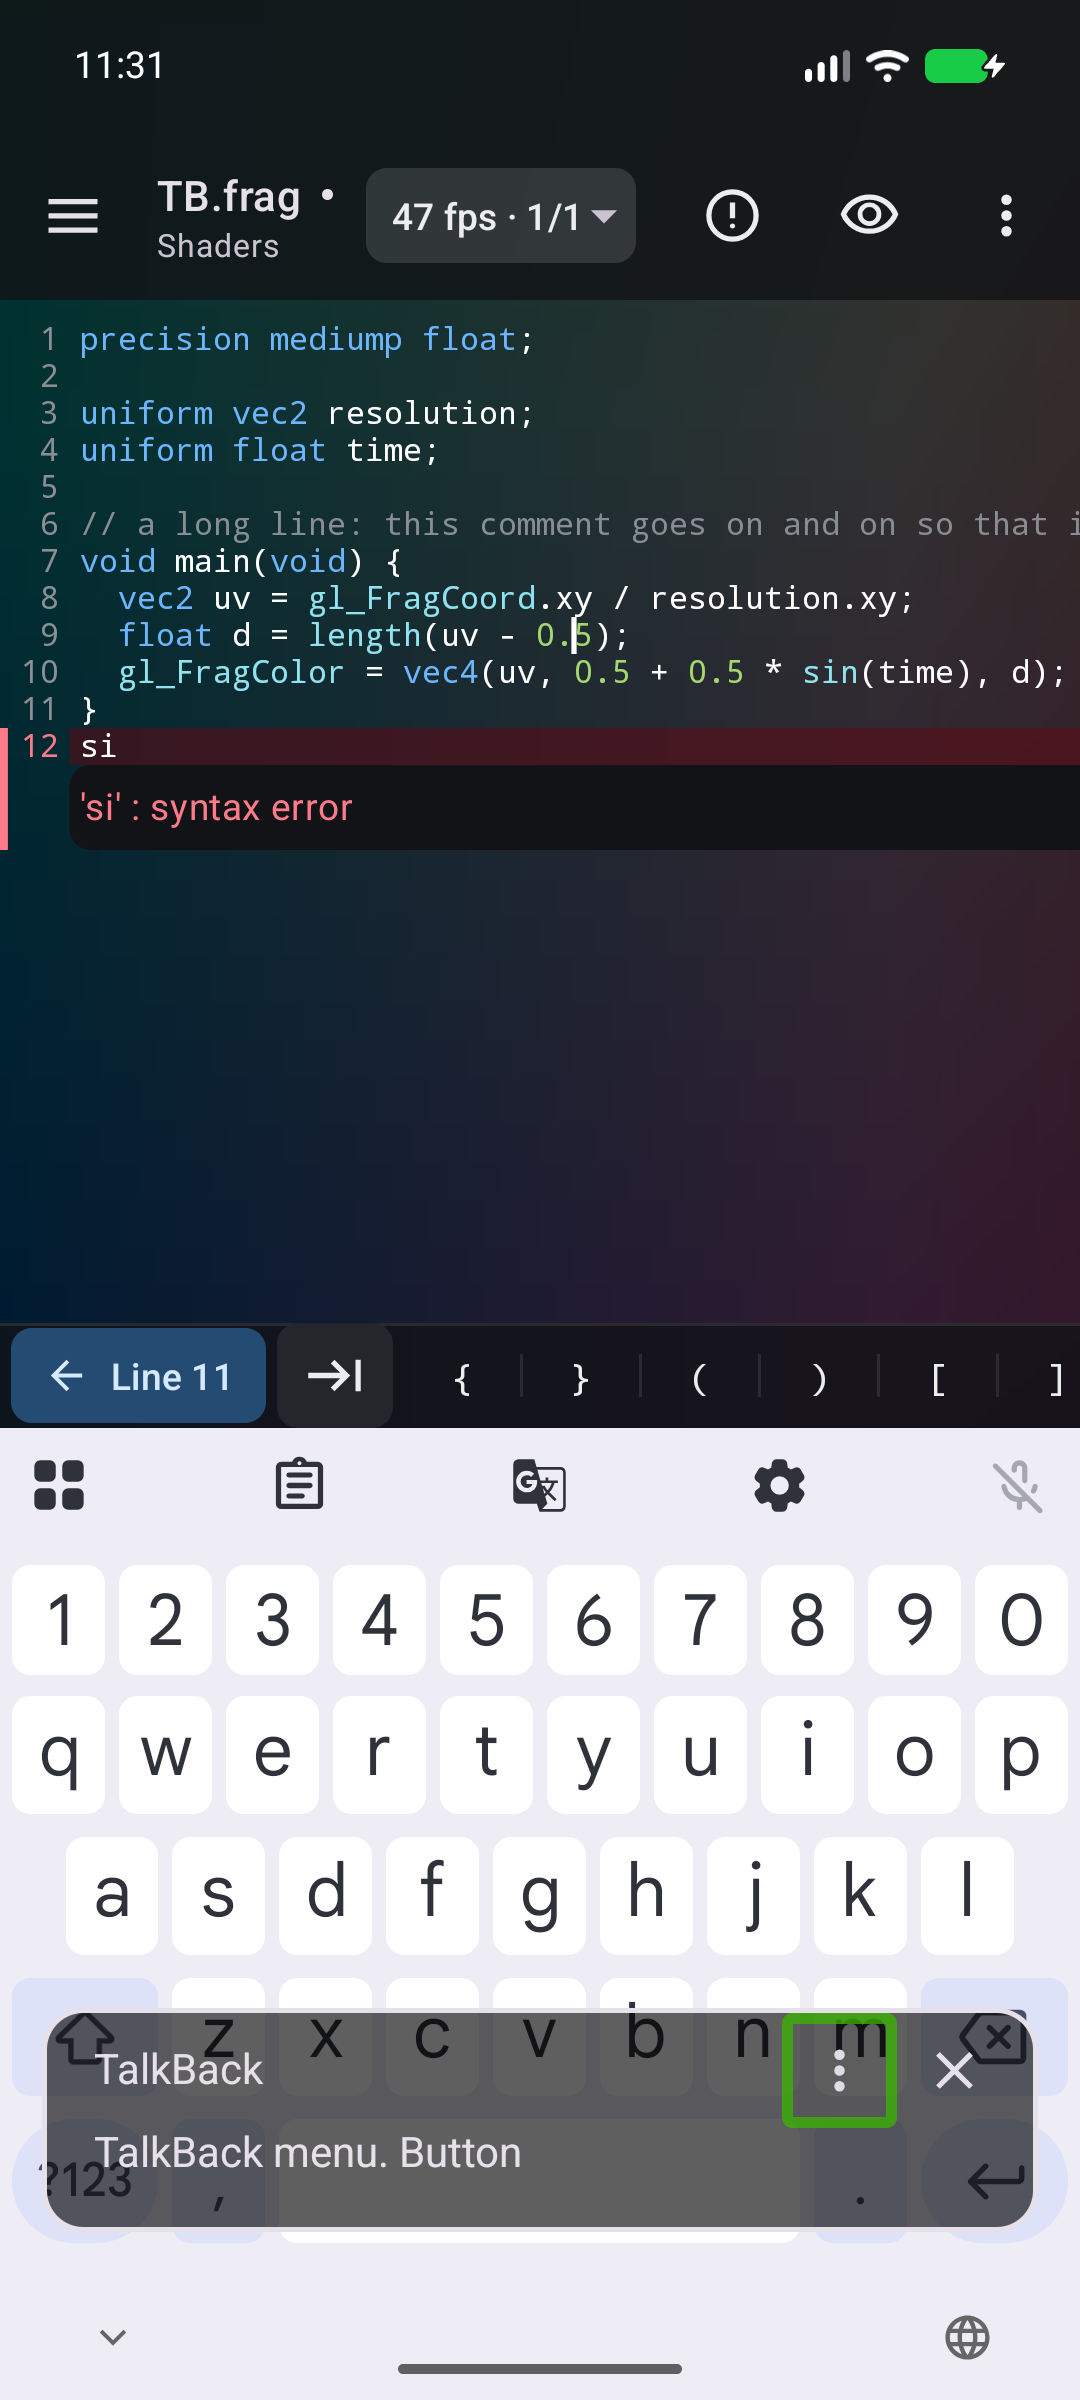 11:31
TB.frag •
Shaders
47 fps · 1/1
1 precision mediump float;
2
3 uniform vec2 resolution;
4 uniform float time;
5
6 // a long line: this comment goes on and on so that i
7 void main(void) {
8 vec2 uv = gl_FragCoord.xy / resolution.xy;
9 float d = length(uv - 0.5);
10 gl_FragColor = vec4(uv, 0.5 + 0.5 * sin(time), d);
11 }
12 si
'si' : syntax error
← Line 11
{ } ( ) [ ]
1 2 3 4 5 6 7 8 9 0
q w e r t y u i o p
a s d f g h j k l
z x c v b n m
TalkBack
TalkBack menu. Button
?123 , .